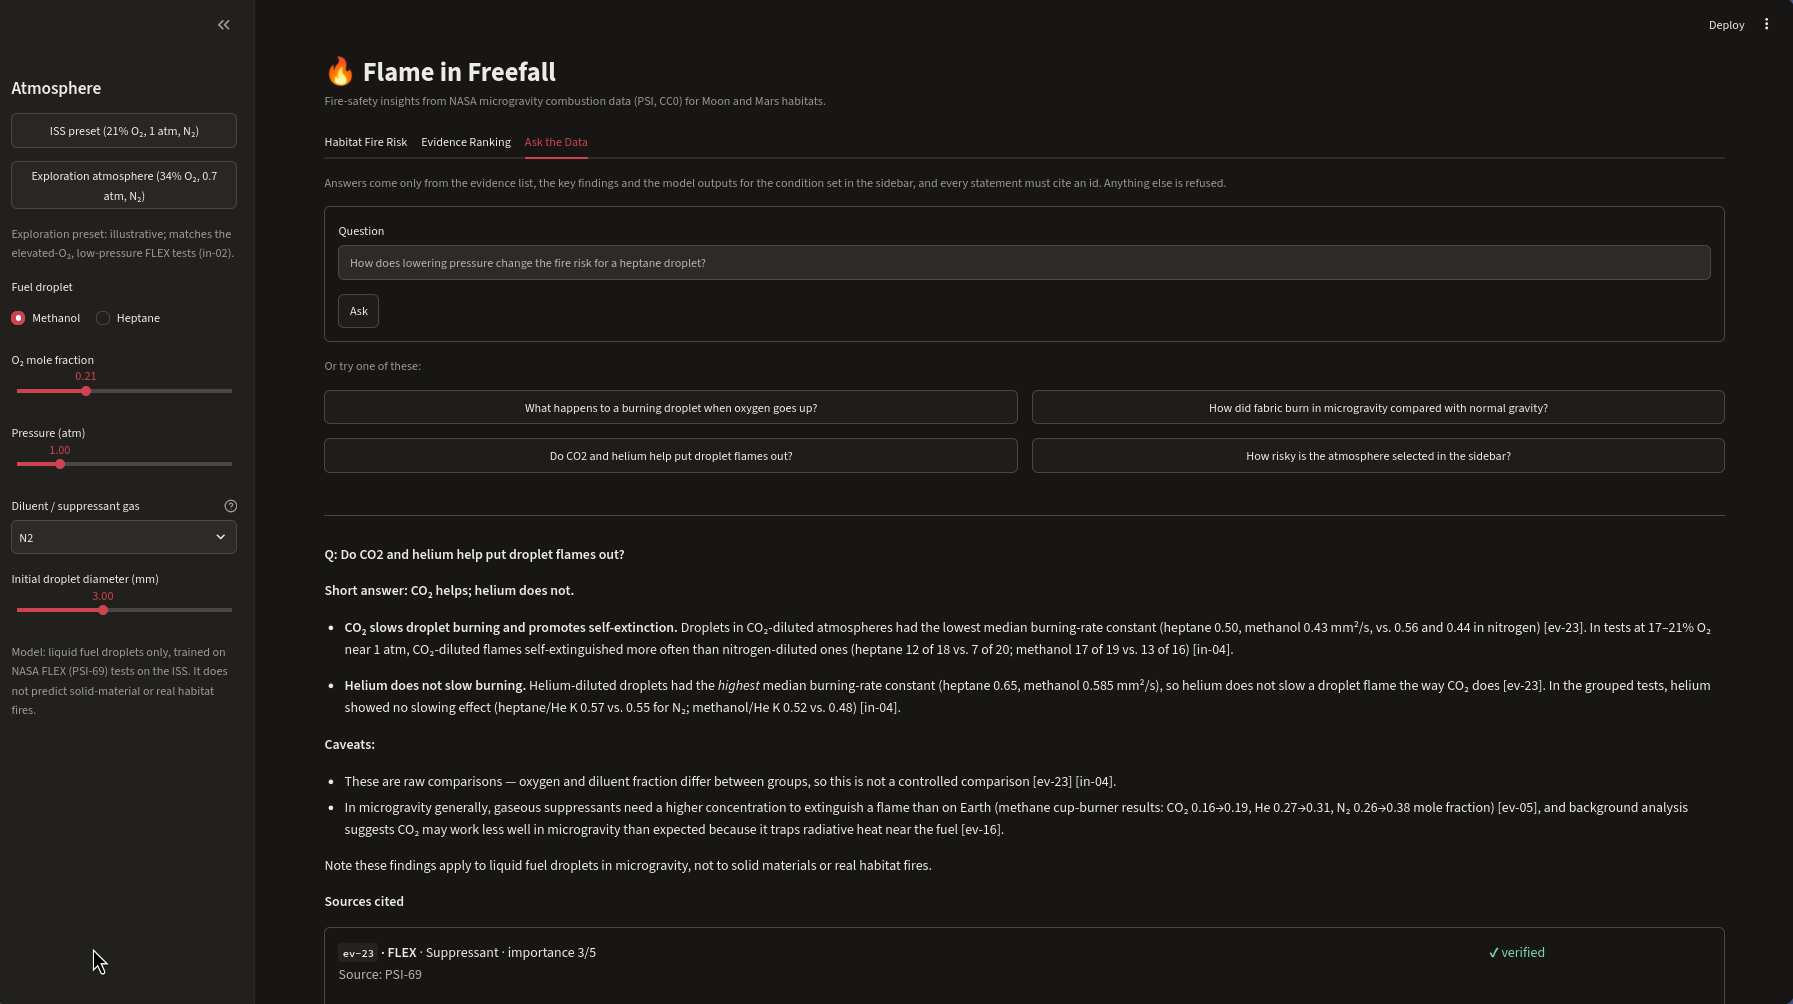 Deploy
Atmosphere
ISS preset (21% O₂, 1 atm, N₂)
Exploration atmosphere (34% O₂, 0.7
atm, N₂)
Exploration preset: illustrative; matches the
elevated-O₂, low-pressure FLEX tests (in-02).
Fuel droplet
Methanol
Heptane
O₂ mole fraction
0.21
Pressure (atm)
1.00
Diluent / suppressant gas
N2
Initial droplet diameter (mm)
3.00
Model: liquid fuel droplets only, trained on
NASA FLEX (PSI-69) tests on the ISS. It does
not predict solid-material or real habitat
fires.
Flame in Freefall
Fire-safety insights from NASA microgravity combustion data (PSI, CC0) for Moon and Mars habitats.
Habitat Fire Risk
Evidence Ranking
Ask the Data
Answers come only from the evidence list, the key findings and the model outputs for the condition set in the sidebar, and every statement must cite an id. Anything else is refused.
Question
How does lowering pressure change the fire risk for a heptane droplet?
Ask
Or try one of these:
What happens to a burning droplet when oxygen goes up?
How did fabric burn in microgravity compared with normal gravity?
Do CO2 and helium help put droplet flames out?
How risky is the atmosphere selected in the sidebar?
Q: Do CO2 and helium help put droplet flames out?
Short answer: CO₂ helps; helium does not.
• CO₂ slows droplet burning and promotes self-extinction. Droplets in CO₂-diluted atmospheres had the lowest median burning-rate constant (heptane 0.50, methanol 0.43 mm²/s, vs. 0.56 and 0.44 in nitrogen) [ev-23]. In tests at 17–21% O₂
near 1 atm, CO₂-diluted flames self-extinguished more often than nitrogen-diluted ones (heptane 12 of 18 vs. 7 of 20; methanol 17 of 19 vs. 13 of 16) [in-04].
• Helium does not slow burning. Helium-diluted droplets had the highest median burning-rate constant (heptane 0.65, methanol 0.585 mm²/s), so helium does not slow a droplet flame the way CO₂ does [ev-23]. In the grouped tests, helium
showed no slowing effect (heptane/He K 0.57 vs. 0.55 for N₂; methanol/He K 0.52 vs. 0.48) [in-04].
Caveats:
• These are raw comparisons — oxygen and diluent fraction differ between groups, so this is not a controlled comparison [ev-23] [in-04].
• In microgravity generally, gaseous suppressants need a higher concentration to extinguish a flame than on Earth (methane cup-burner results: CO₂ 0.16→0.19, He 0.27→0.31, N₂ 0.26→0.38 mole fraction) [ev-05], and background analysis
suggests CO₂ may work less well in microgravity than expected because it traps radiative heat near the fuel [ev-16].
Note these findings apply to liquid fuel droplets in microgravity, not to solid materials or real habitat fires.
Sources cited
ev-23 · FLEX · Suppressant · importance 3/5
✓ verified
Source: PSI-69